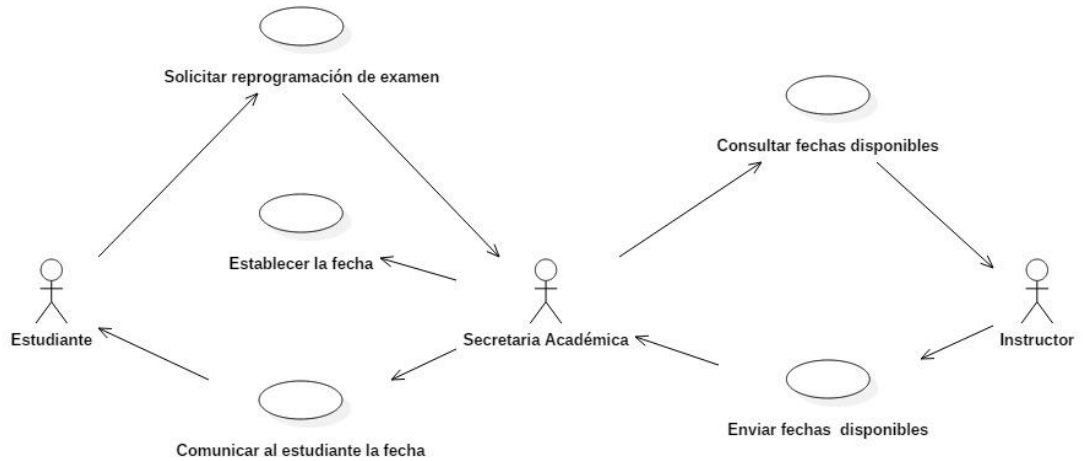 Solicitar reprogramación de examen
Consultar fechas disponibles
Establecer la fecha
Estudiante
Secretaria Académica
Instructor
Enviar fechas disponibles
Comunicar al estudiante la fecha